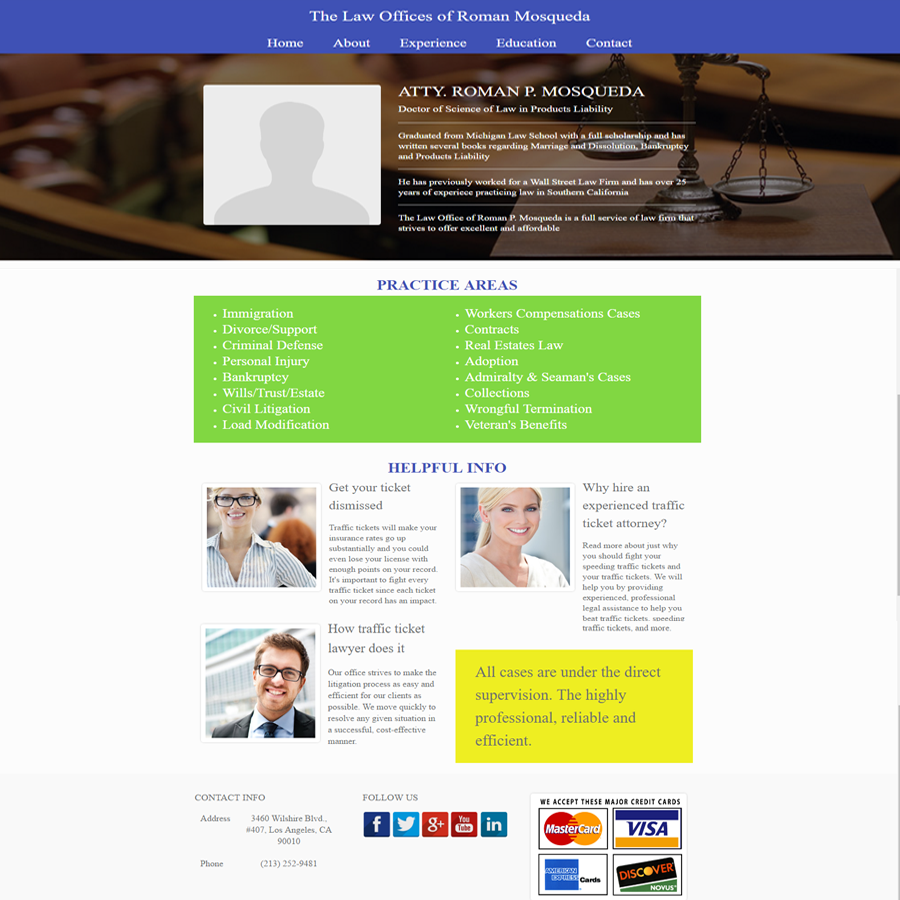 The Law Offices of Roman Mosqueda
Home About Experience Education Contact
ATTY. ROMAN P. MOSQUEDA
Doctor of Science of Law in Products Liability
Graduated from Michigan Law School with a full scholarship and has
written several books regarding Marriage and Dissolution, Bankruptcy
and Products Liability
He has previously worked for a Wall Street Law Firm and has over 25
years of experiece practicing law in Southern California
The Law Office of Roman P. Mosqueda is a full service of law firm that
strives to offer excellent and affordable
PRACTICE AREAS
Immigration
Divorce/Support
Criminal Defense
Personal Injury
Bankruptcy
Wills/Trust/Estate
Civil Litigation
Load Modification
Workers Compensations Cases
Contracts
Real Estates Law
Adoption
Admiralty & Seaman's Cases
Collections
Wrongful Termination
Veteran's Benefits
HELPFUL INFO
Get your ticket
dismissed
Traffic tickets will make your
insurance rates go up
substantially and you could
even lose your license with
enough points on your record.
It's important to fight every
traffic ticket since each ticket
on your record has an impact.
Why hire an
experienced traffic
ticket attorney?
Read more about just why
you should fight your
speeding traffic tickets and
your traffic tickets. We will
help you by providing
experienced, professional
legal assistance to help you
beat traffic tickets. speeding
traffic tickets, and more.
How traffic ticket
lawyer does it
Our office strives to make the
litigation process as easy and
efficient for our clients as
possible. We move quickly to
resolve any given situation in
a successful, cost-effective
manner.
All cases are under the direct
supervision. The highly
professional, reliable and
efficient.
CONTACT INFO
Address 3460 Wilshire Blvd.,
#407, Los Angeles, CA
90010
Phone (213) 252-9481
FOLLOW US
f
g+
You
Tube
in
WE ACCEPT THESE MAJOR CREDIT CARDS
MasterCard
VISA
AMERICAN
EXPRESS Cards
DISCOVER
NOVUS